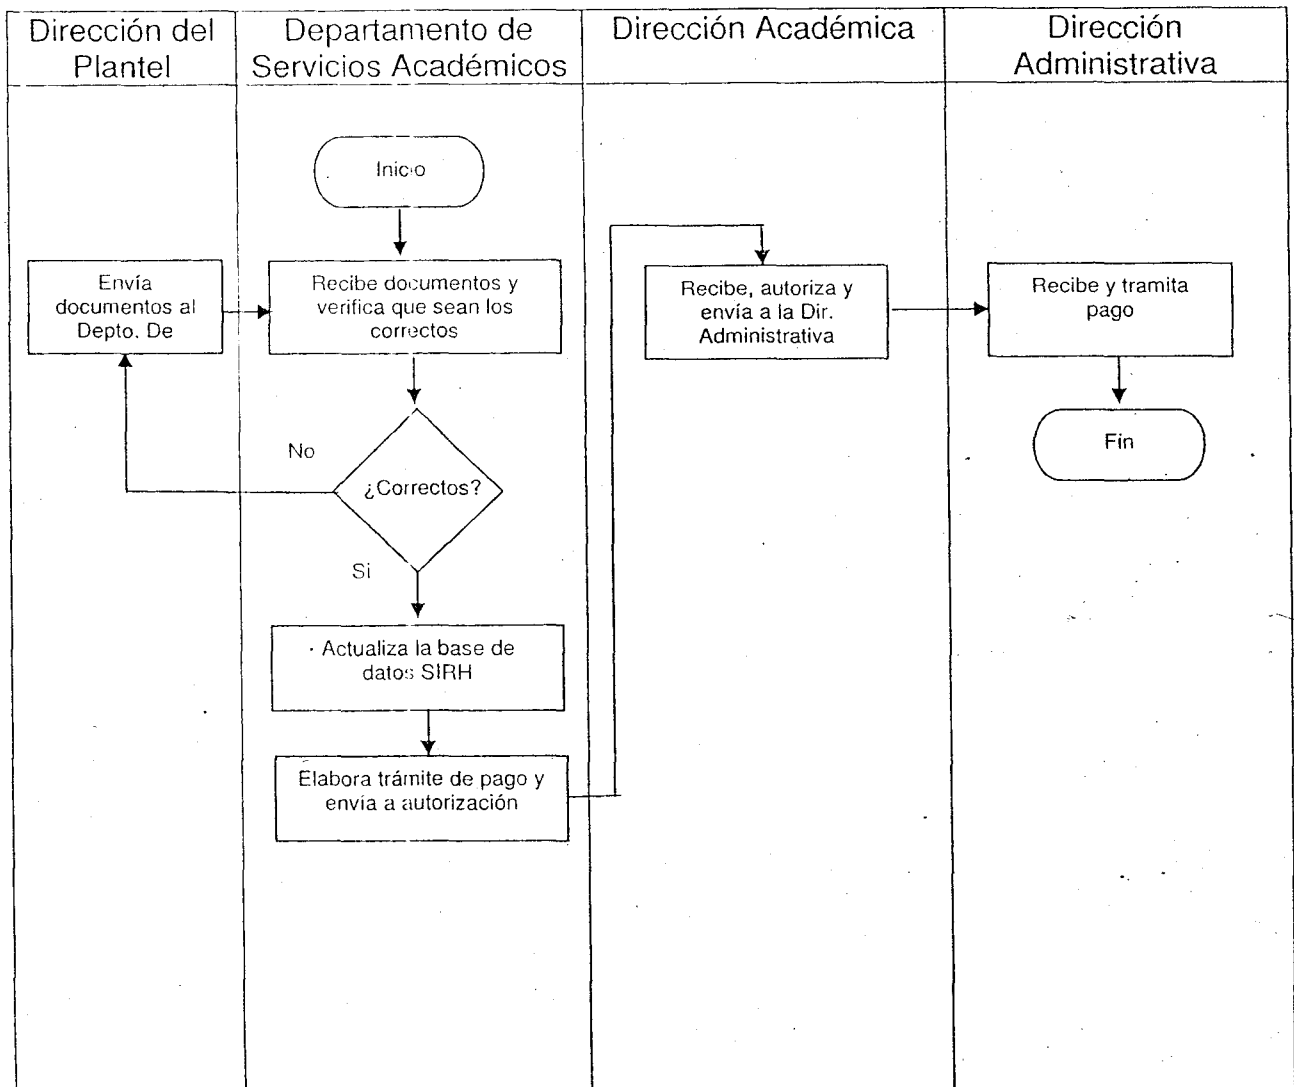 Dirección del
Plantel
Departamento de
Servicios Académicos
Dirección Académica
Dirección
Administrativa
Inicio
Envía
documentos al
Depto. De
Recibe documentos y
verifica que sean los
correctos
Recibe, autoriza y
envía a la Dir.
Administrativa
Recibe y tramita
pago
No
¿Correctos?
Fin
Si
Actualiza la base de
datos SIRH
Elabora trámite de pago y
envía a autorización